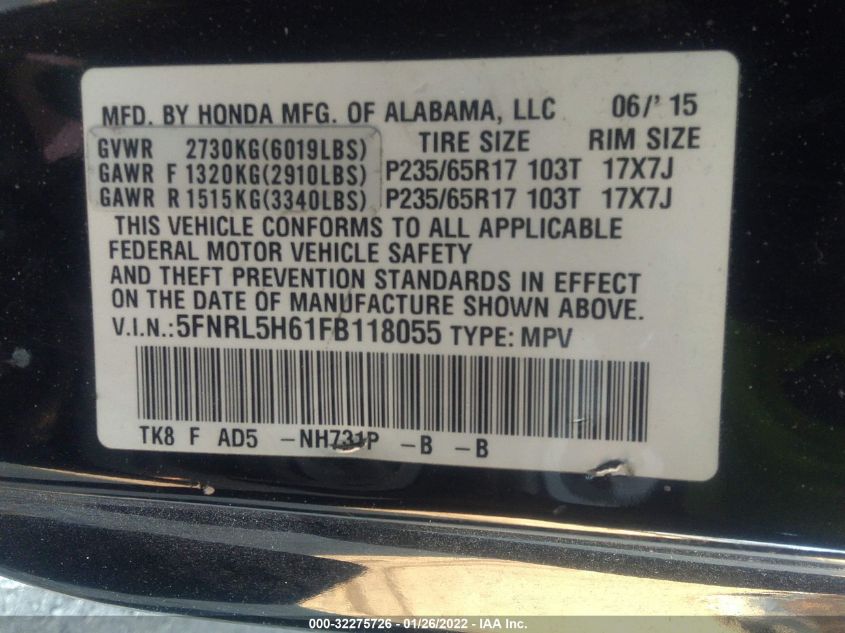 MFD. BY HONDA MFG. OF ALABAMA, LLC 06/' 15
GVWR 2730KG(6019LBS) TIRE SIZE RIM SIZE
GAWR F 1320KG(2910LBS) P235/65R17 103T 17X7J
GAWR R 1515KG(3340LBS) P235/65R17 103T 17X7J
THIS VEHICLE CONFORMS TO ALL APPLICABLE
FEDERAL MOTOR VEHICLE SAFETY
AND THEFT PREVENTION STANDARDS IN EFFECT
ON THE DATE OF MANUFACTURE SHOWN ABOVE.
V.I.N.:5FNRL5H61FB118055 TYPE: MPV
TK8 F AD5 -NH731P -B -B
000-32275726 - 01/26/2022 - IAA Inc.